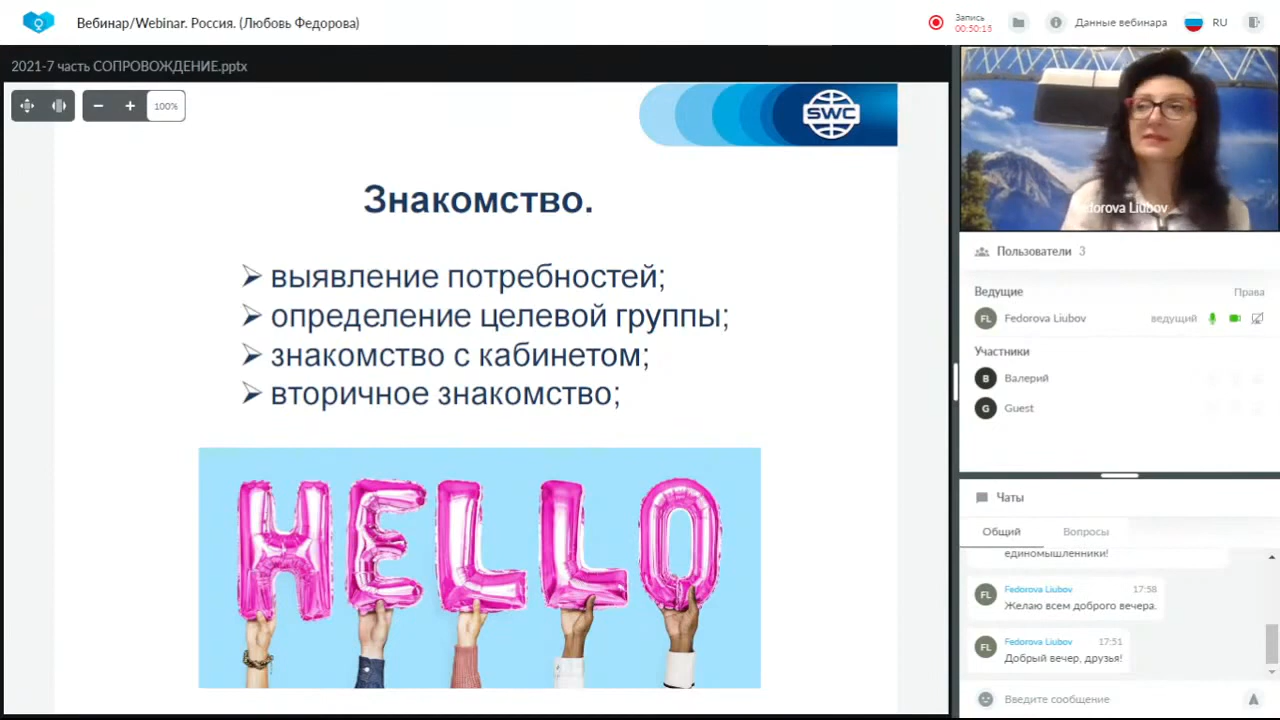 Вебинар/Webinar. Россия. (Любовь Федорова)
Запись
00:50:15
Данные вебинара
RU
2021-7 часть СОПРОВОЖДЕНИЕ.pptx
100%
SWC
Знакомство.
выявление потребностей;
определение целевой группы;
знакомство с кабинетом;
вторичное знакомство;
HELLO
Fedorova Liubov
Пользователи 3
Ведущие Права
FL Fedorova Liubov ведущий
Участники
В Валерий
G Guest
Чаты
Общий Вопросы
единомышленники!
FL Fedorova Liubov 17:58
Желаю всем доброго вечера.
FL Fedorova Liubov 17:51
Добрый вечер, друзья!
Введите сообщение